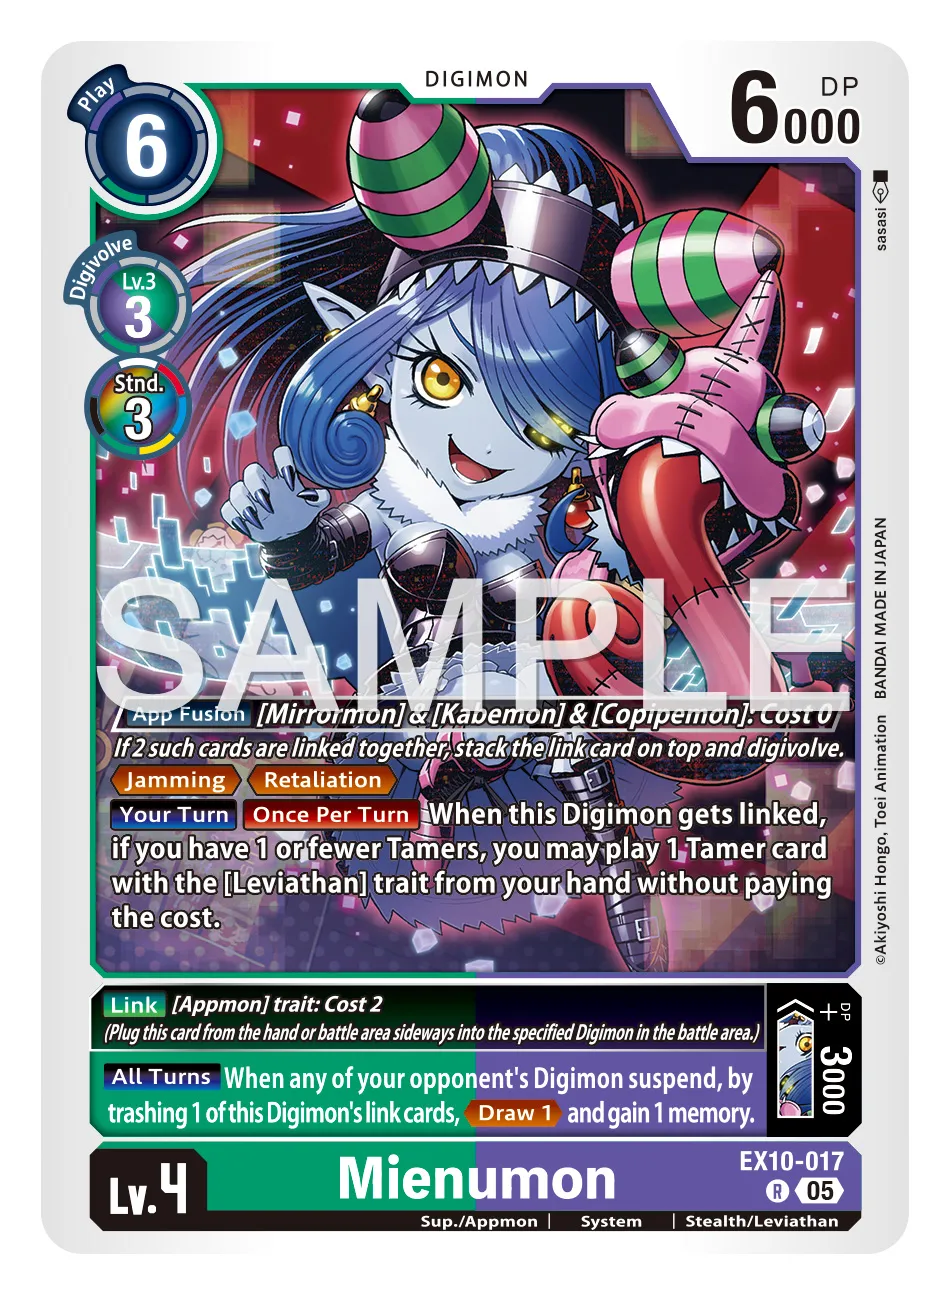 DIGIMON
Play
6
DP
6000
Digivolve
Lv.3
3
Stnd.
3
sasasi
SAMPLE
App Fusion [Mirrormon] & [Kabemon] & [Copipemon]: Cost 0
If 2 such cards are linked together, stack the link card on top and digivolve.
Jamming Retaliation
Your Turn Once Per Turn When this Digimon gets linked,
if you have 1 or fewer Tamers, you may play 1 Tamer card
with the [Leviathan] trait from your hand without paying
the cost.
©Akiyoshi Hongo, Toei Animation BANDAI MADE IN JAPAN
Link [Appmon] trait: Cost 2
(Plug this card from the hand or battle area sideways into the specified Digimon in the battle area.)
All Turns When any of your opponent's Digimon suspend, by
trashing 1 of this Digimon's link cards, Draw 1 and gain 1 memory.
DP
+3000
Lv.4
Mienumon
EX10-017
R 05
Sup./Appmon | System | Stealth/Leviathan